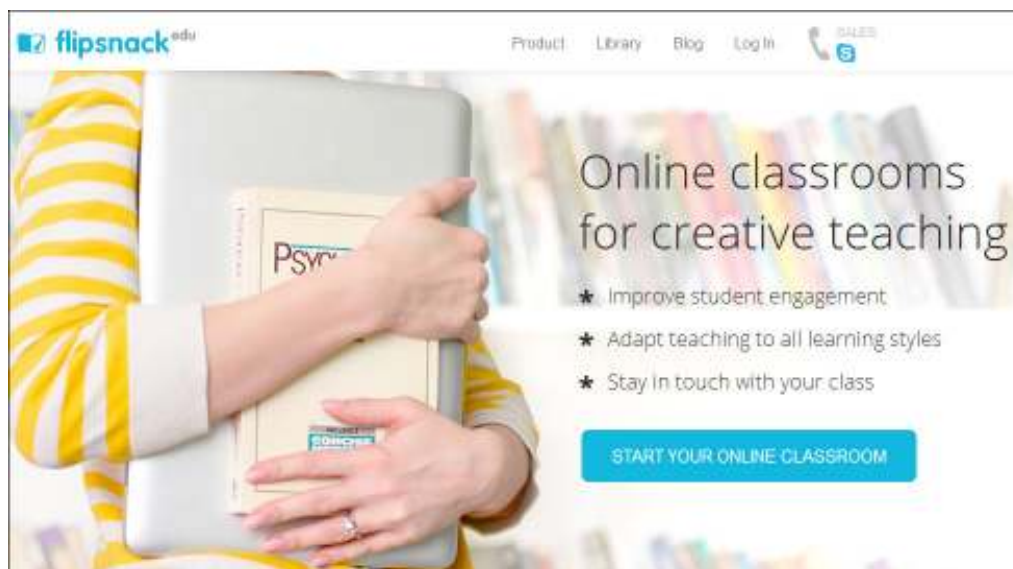 flipsnack edu
Product Library Blog Log In SALES
Online classrooms
for creative teaching
* Improve student engagement
* Adapt teaching to all learning styles
* Stay in touch with your class
START YOUR ONLINE CLASSROOM
CONCISE